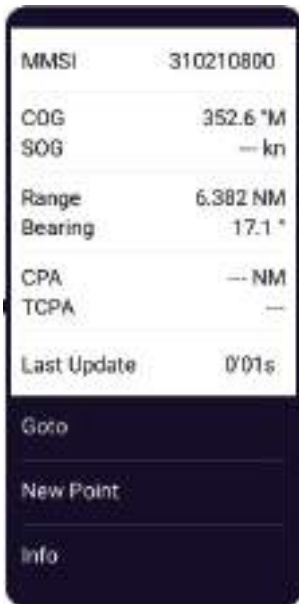 MMSI 310210800
COG 352.6 °M
SOG --- kn
Range 6.382 NM
Bearing 17.1 °
CPA --- NM
TCPA ---
Last Update 0'01s
Goto
New Point
Info